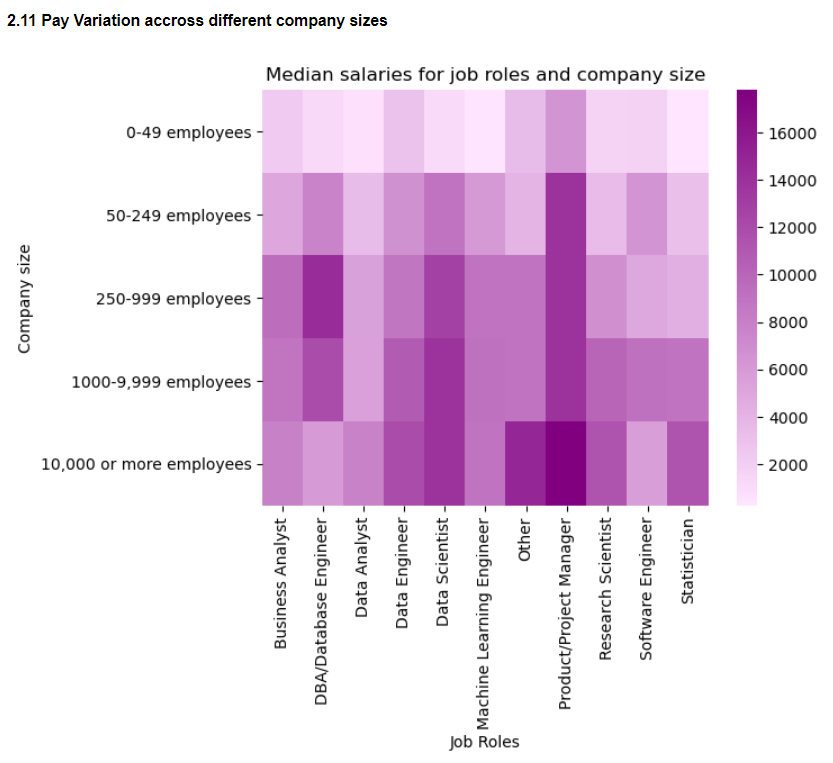 2.11 Pay Variation accross different company sizes
Median salaries for job roles and company size
Company size
0-49 employees
50-249 employees
250-999 employees
1000-9,999 employees
10,000 or more employees
16000
14000
12000
10000
8000
6000
4000
2000
Business Analyst
DBA/Database Engineer
Data Analyst
Data Engineer
Data Scientist
Machine Learning Engineer
Other
Product/Project Manager
Research Scientist
Software Engineer
Statistician
Job Roles